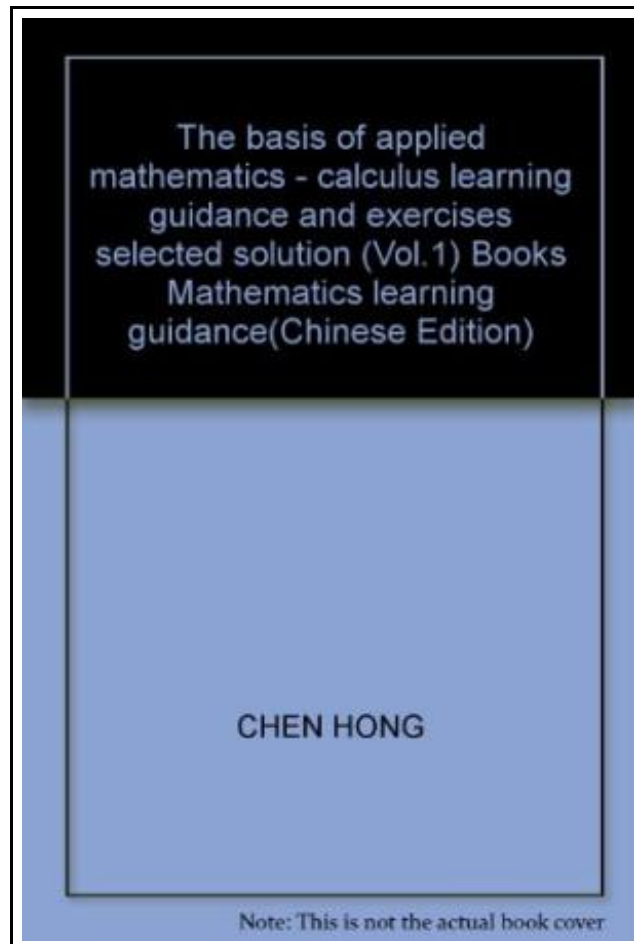 The basis of applied
mathematics - calculus learning
guidance and exercises
selected solution (Vol.1) Books
Mathematics learning
guidance(Chinese Edition)
CHEN HONG
Note: This is not the actual book cover